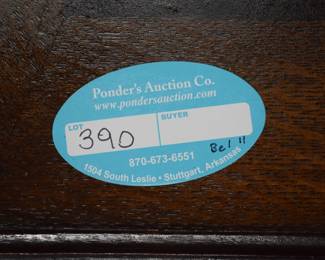 Ponder's Auction Co.
www.pondersauction.com
LOT BUYER
390
870-673-6551
1504 South Leslie • Stuttgart, Arkansas